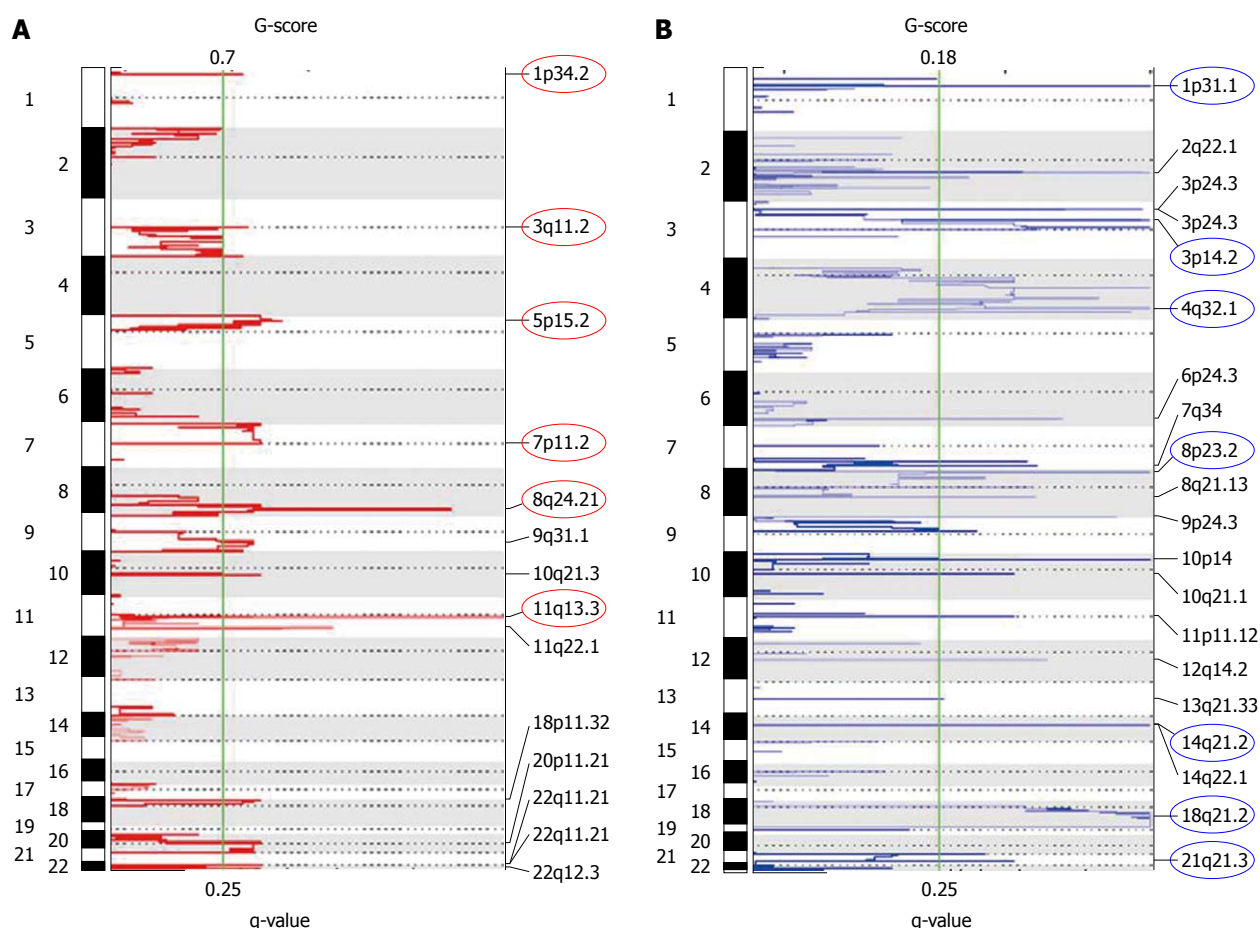 A
G-score
0.7
1
2
3
4
5
6
7
8
9
10
11
12
13
14
15
16
17
18
19
20
21
22
1p34.2
3q11.2
5p15.2
7p11.2
8q24.21
9q31.1
10q21.3
11q13.3
11q22.1
18p11.32
20p11.21
22q11.21
22q11.21
22q12.3
0.25
q-value
B
G-score
0.18
1
2
3
4
5
6
7
8
9
10
11
12
13
14
15
16
17
18
19
20
21
22
1p31.1
2q22.1
3p24.3
3p24.3
3p14.2
4q32.1
6p24.3
7q34
8p23.2
8q21.13
9p24.3
10p14
10q21.1
11p11.12
12q14.2
13q21.33
14q21.2
14q22.1
18q21.2
21q21.3
0.25
q-value